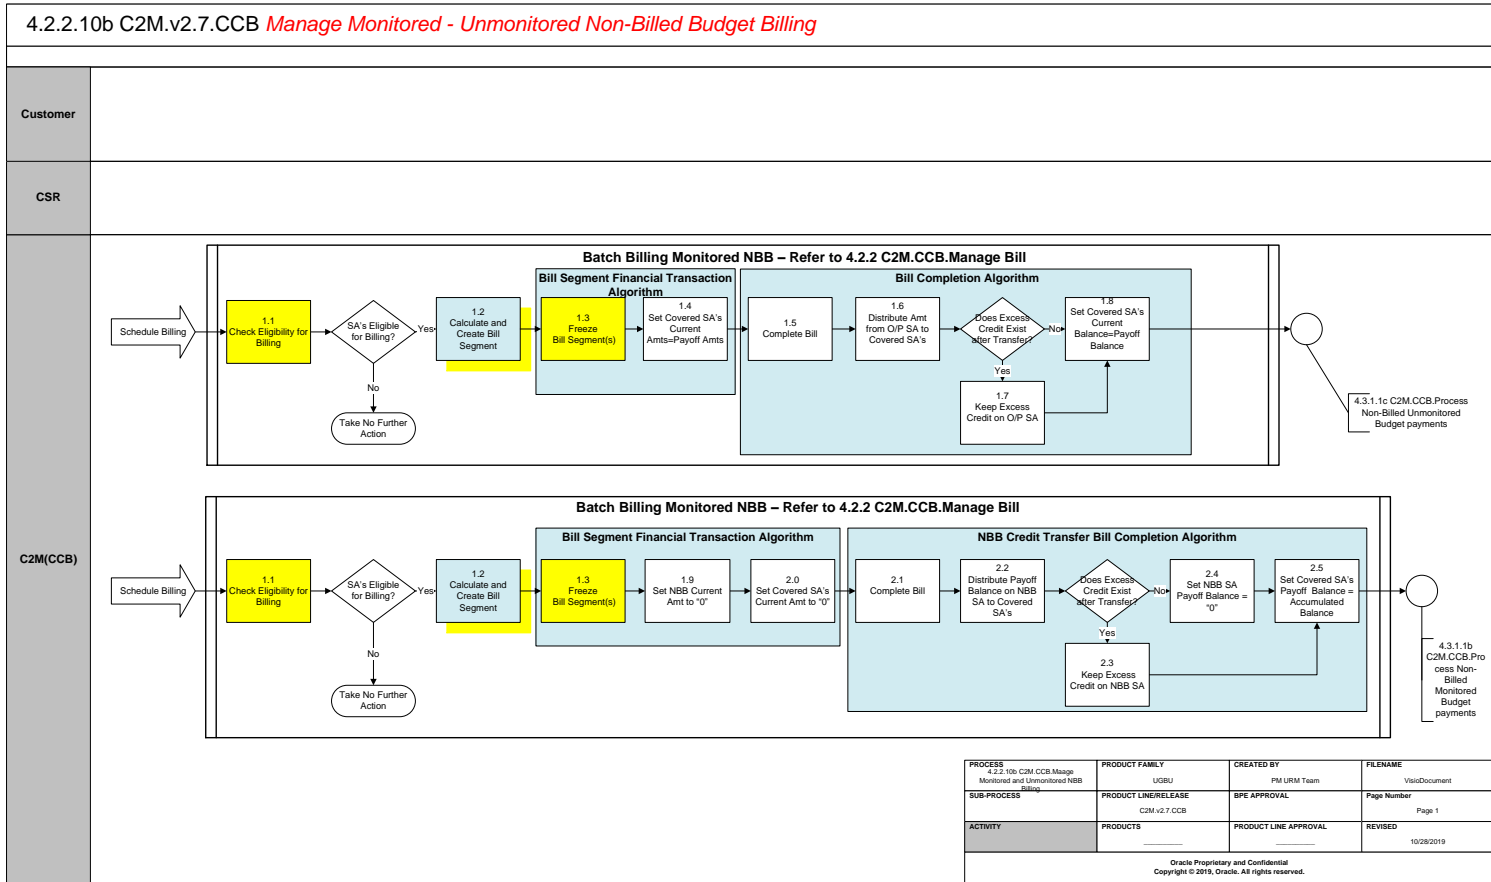 4.2.2.10b C2M.v2.7.CCB Manage Monitored - Unmonitored Non-Billed Budget Billing
Customer
CSR
C2M(CCB)
Batch Billing Monitored NBB – Refer to 4.2.2 C2M.CCB.Manage Bill
Bill Segment Financial Transaction
Algorithm
Bill Completion Algorithm
Schedule Billing
1.1
Check Eligibility for
Billing
SA's Eligible
for Billing?
Yes
No
Take No Further
Action
1.2
Calculate and
Create Bill
Segment
1.3
Freeze
Bill Segment(s)
1.4
Set Covered SA's
Current
Amts=Payoff Amts
1.5
Complete Bill
1.6
Distribute Amt
from O/P SA to
Covered SA's
Does Excess
Credit Exist
after Transfer?
No
Yes
1.7
Keep Excess
Credit on O/P SA
1.8
Set Covered SA's
Current
Balance=Payoff
Balance
4.3.1.1c C2M.CCB.Process
Non-Billed Unmonitored
Budget payments
Batch Billing Monitored NBB – Refer to 4.2.2 C2M.CCB.Manage Bill
Bill Segment Financial Transaction Algorithm
NBB Credit Transfer Bill Completion Algorithm
Schedule Billing
1.1
Check Eligibility for
Billing
SA's Eligible
for Billing?
Yes
No
Take No Further
Action
1.2
Calculate and
Create Bill
Segment
1.3
Freeze
Bill Segment(s)
1.9
Set NBB Current
Amt to "0"
2.0
Set Covered SA's
Current Amt to "0"
2.1
Complete Bill
2.2
Distribute Payoff
Balance on NBB
SA to Covered
SA's
Does Excess
Credit Exist
after Transfer?
No
Yes
2.3
Keep Excess
Credit on NBB SA
2.4
Set NBB SA
Payoff Balance =
"0"
2.5
Set Covered SA's
Payoff Balance =
Accumulated
Balance
4.3.1.1b
C2M.CCB.Pro
cess Non-
Billed
Monitored
Budget
payments
PROCESS
4.2.2.10b C2M.CCB.Maage
Monitored and Unmonitored NBB
Billing
PRODUCT FAMILY
UGBU
CREATED BY
PM URM Team
FILENAME
VisioDocument
SUB-PROCESS
PRODUCT LINE/RELEASE
C2M.v2.7.CCB
BPE APPROVAL
Page Number
Page 1
ACTIVITY
PRODUCTS
PRODUCT LINE APPROVAL
REVISED
10/28/2019
Oracle Proprietary and Confidential
Copyright © 2019, Oracle. All rights reserved.